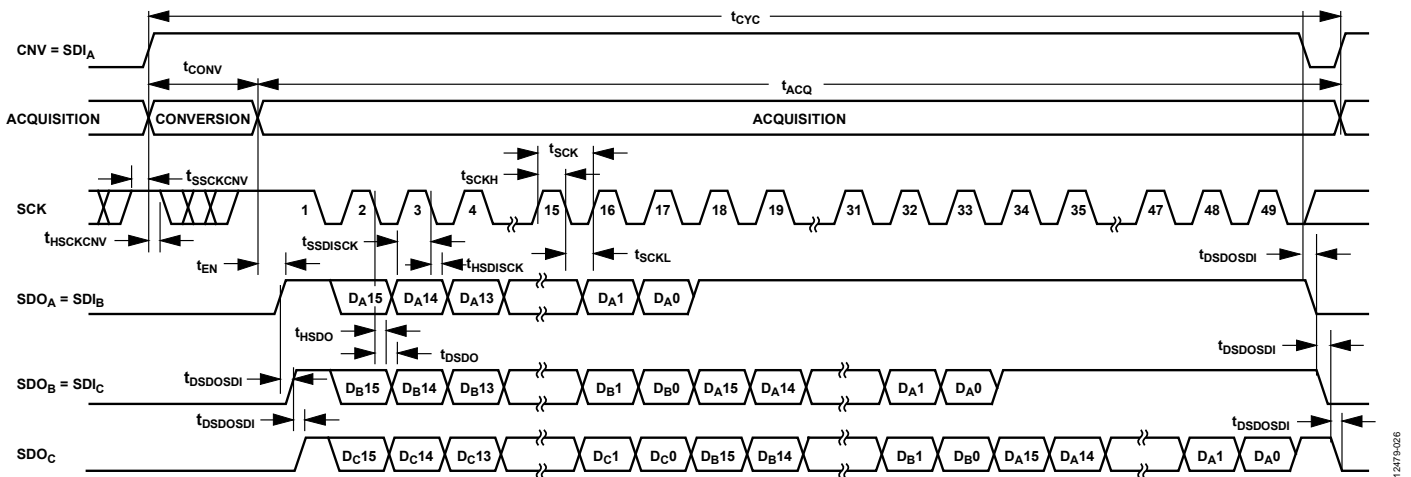 tCYC
CNV = SDIA
tCONV
tACQ
ACQUISITION CONVERSION ACQUISITION
tSCK
tSCKH
tSSCKCNV
SCK 1 2 3 4 15 16 17 18 19 31 32 33 34 35 47 48 49
tHSCKCNV
tSSDISCK
tHSDISCK
tSCKL
tEN
tDSDOSDI
SDOA = SDIB DA15 DA14 DA13 DA1 DA0
tHSDO
tDSDO
tDSDOSDI
tDSDOSDI
SDOB = SDIC DB15 DB14 DB13 DB1 DB0 DA15 DA14 DA1 DA0
tDSDOSDI
tDSDOSDI
SDOC DC15 DC14 DC13 DC1 DC0 DB15 DB14 DB1 DB0 DA15 DA14 DA1 DA0
12479-026